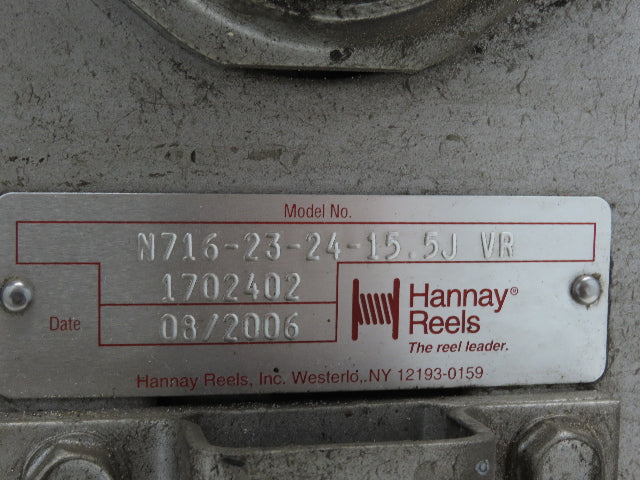 Model No.
N716-23-24-15.5J VR
1702402
Date 08/2006
Hannay®
Reels
The reel leader.
Hannay Reels, Inc. Westerlo, NY 12193-0159